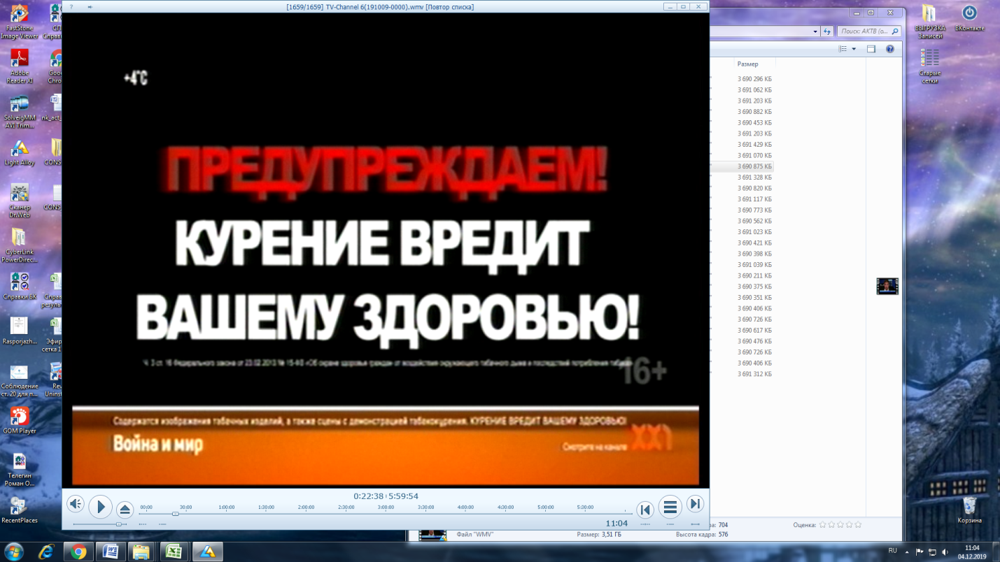 [1659/1659] TV-Channel 6(191009-0000).wmv [Повтор списка]
+4°C
ПРЕДУПРЕЖДАЕМ!
КУРЕНИЕ ВРЕДИТ
ВАШЕМУ ЗДОРОВЬЮ!
Ч. 3 ст. 16 Федерального закона от 23.02.2013 № 15-ФЗ «Об охране здоровья граждан от воздействия окружающего табачного дыма и последствий потребления табака»
16+
Содержатся изображения табачных изделий, а также сцены с демонстрацией табакокурения. КУРЕНИЕ ВРЕДИТ ВАШЕМУ ЗДОРОВЬЮ!
Война и мир
Смотрите на канале
0:22:38 5:59:54
00:00 30:00 1:00:00 1:30:00 2:00:00 2:30:00 3:00:00 3:30:00 4:00:00 4:30:00 5:00:00 5:30:00
11:04
FastStone
Image Viewer
Adobe
Reader XI
SolveigMM
AVI Trim...
Light Alloy
Сканер
Dr.Web
CyberLink
PowerDirec...
Справки БК
Rasporjazh...
Соблюдение
ст. 20 для п...
GOM Player
Телегин
Роман О...
RecentPlaces
СП
Справ
Goo
Chro
nk_act_
CONS
CONS_
Справ
резуль
Эфир
сетка 1
Rev
Unins
Поиск: АКТВ (о...
Размер
3 690 296 КБ
3 691 062 КБ
3 691 203 КБ
3 690 882 КБ
3 690 453 КБ
3 691 203 КБ
3 691 429 КБ
3 691 070 КБ
3 690 875 КБ
3 691 328 КБ
3 690 820 КБ
3 691 117 КБ
3 690 773 КБ
3 690 562 КБ
3 691 023 КБ
3 690 421 КБ
3 690 398 КБ
3 691 039 КБ
3 690 211 КБ
3 690 375 КБ
3 690 351 КБ
3 690 406 КБ
3 690 726 КБ
3 690 617 КБ
3 690 476 КБ
3 690 726 КБ
3 690 406 КБ
3 691 312 КБ
ра: 704
Оценка:
Файл "WMV"
Размер: 3,51 ГБ
Высота кадра: 576
ВЫГРУЗКА
Записей
ВКонтакте
Старые
сетки
Корзина
RU
11:04
04.12.2019